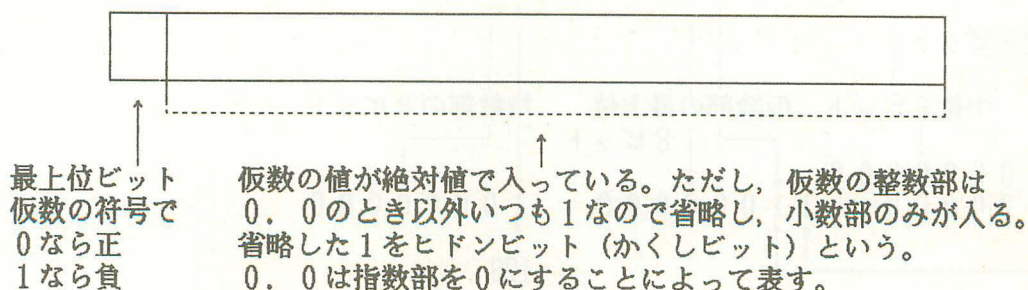 最上位ビット
仮数の符号で
0なら正
1なら負
仮数の値が絶対値で入っている。ただし，仮数の整数部は
0．0のとき以外いつも1なので省略し，小数部のみが入る。
省略した1をヒドンビット（かくしビット）という。
0．0は指数部を0にすることによって表す。